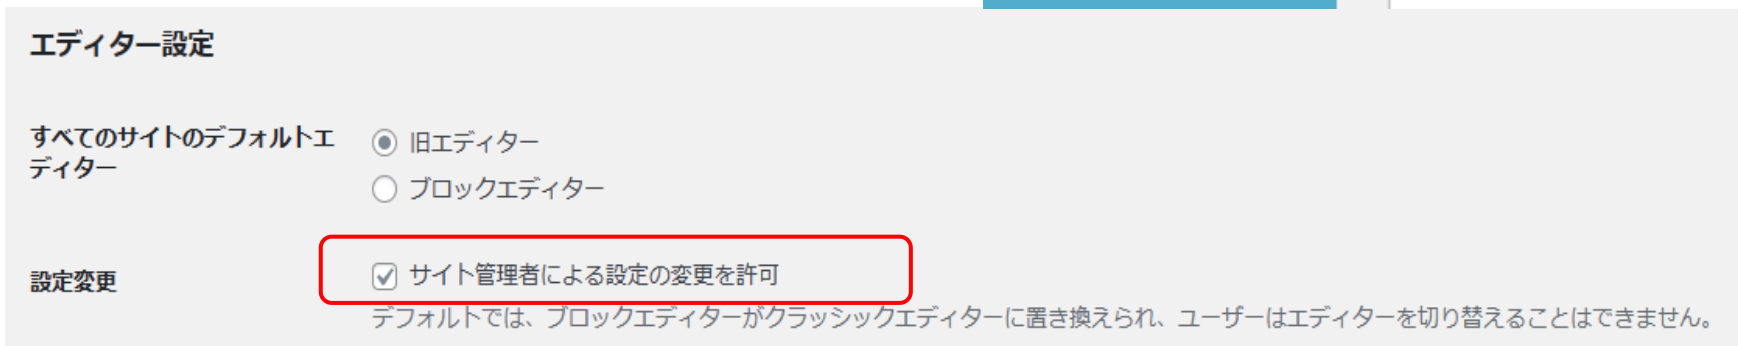 エディター設定
すべてのサイトのデフォルトエ
ディター
旧エディター
ブロックエディター
設定変更
サイト管理者による設定の変更を許可
デフォルトでは、ブロックエディターがクラッシックエディターに置き換えられ、ユーザーはエディターを切り替えることはできません。